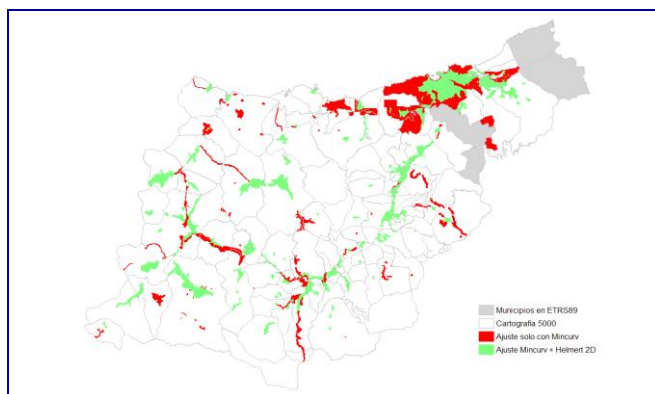 Municipios en ETRS89
Cartografía 5000
Ajuste solo con Mincurv
Ajuste Mincurv + Helmert 2D